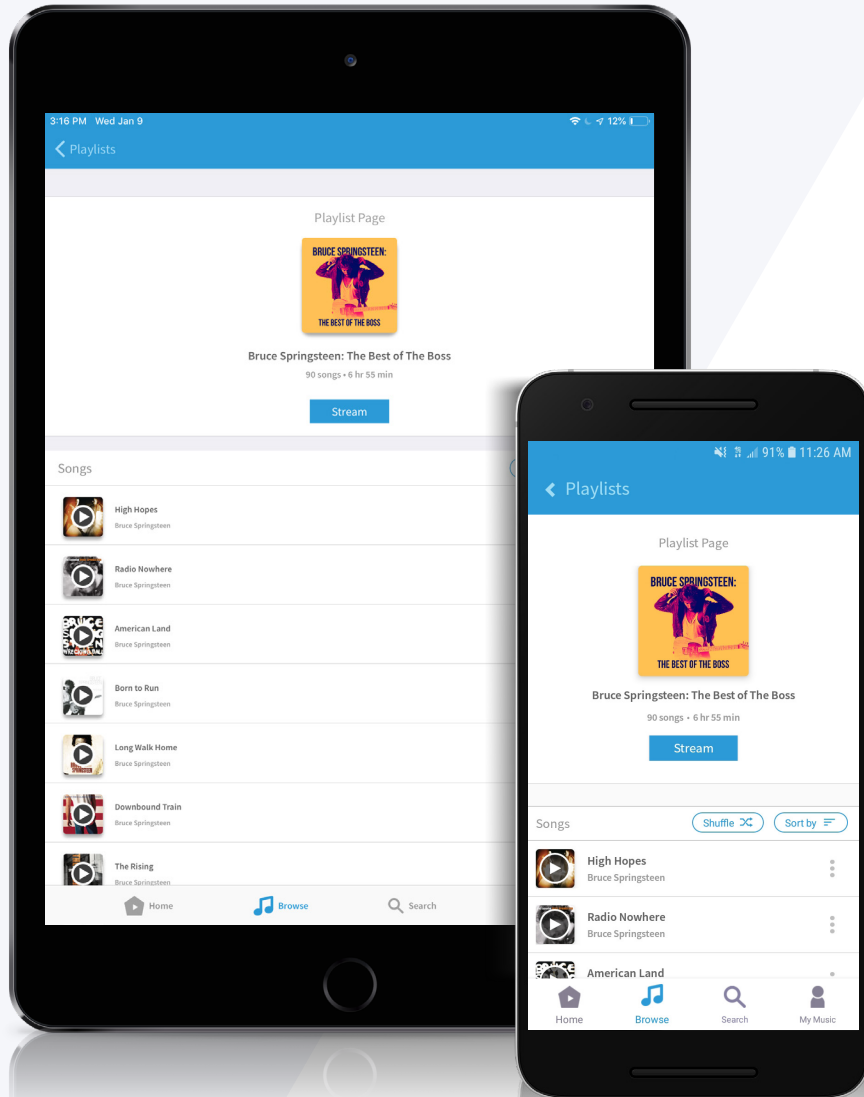 3:16 PM Wed Jan 9
12%
Playlists
Playlist Page
BRUCE SPRINGSTEEN:
THE BEST OF THE BOSS
Bruce Springsteen: The Best of The Boss
90 songs • 6 hr 55 min
Stream
Songs
High Hopes
Bruce Springsteen
Radio Nowhere
Bruce Springsteen
American Land
Bruce Springsteen
Born to Run
Bruce Springsteen
Long Walk Home
Bruce Springsteen
Downbound Train
Bruce Springsteen
The Rising
Bruce Springsteen
Home
Browse
Search
91% 11:26 AM
Playlists
Playlist Page
BRUCE SPRINGSTEEN:
THE BEST OF THE BOSS
Bruce Springsteen: The Best of The Boss
90 songs • 6 hr 55 min
Stream
Songs
Shuffle
Sort by
High Hopes
Bruce Springsteen
Radio Nowhere
Bruce Springsteen
American Land
Home
Browse
Search
My Music